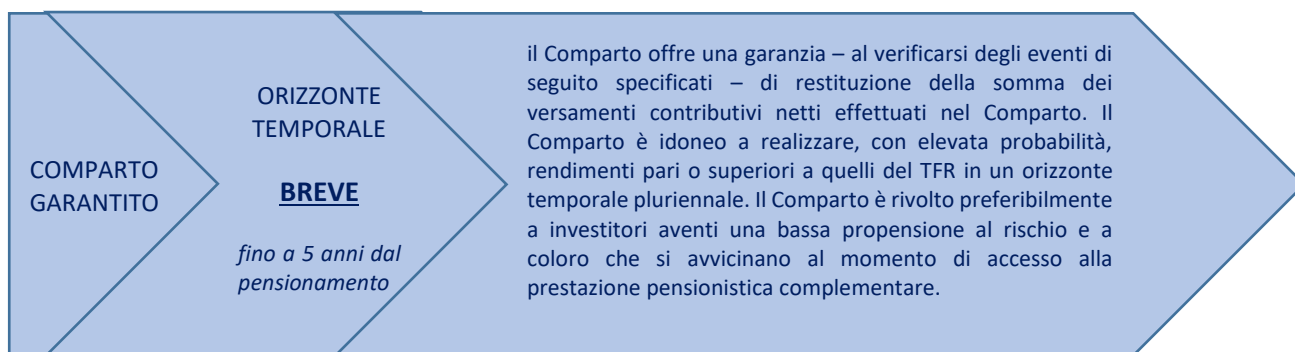 COMPARTO
GARANTITO
ORIZZONTE
TEMPORALE
BREVE
fino a 5 anni dal
pensionamento
il Comparto offre una garanzia – al verificarsi degli eventi di
seguito specificati – di restituzione della somma dei
versamenti contributivi netti effettuati nel Comparto. Il
Comparto è idoneo a realizzare, con elevata probabilità,
rendimenti pari o superiori a quelli del TFR in un orizzonte
temporale pluriennale. Il Comparto è rivolto preferibilmente
a investitori aventi una bassa propensione al rischio e a
coloro che si avvicinano al momento di accesso alla
prestazione pensionistica complementare.